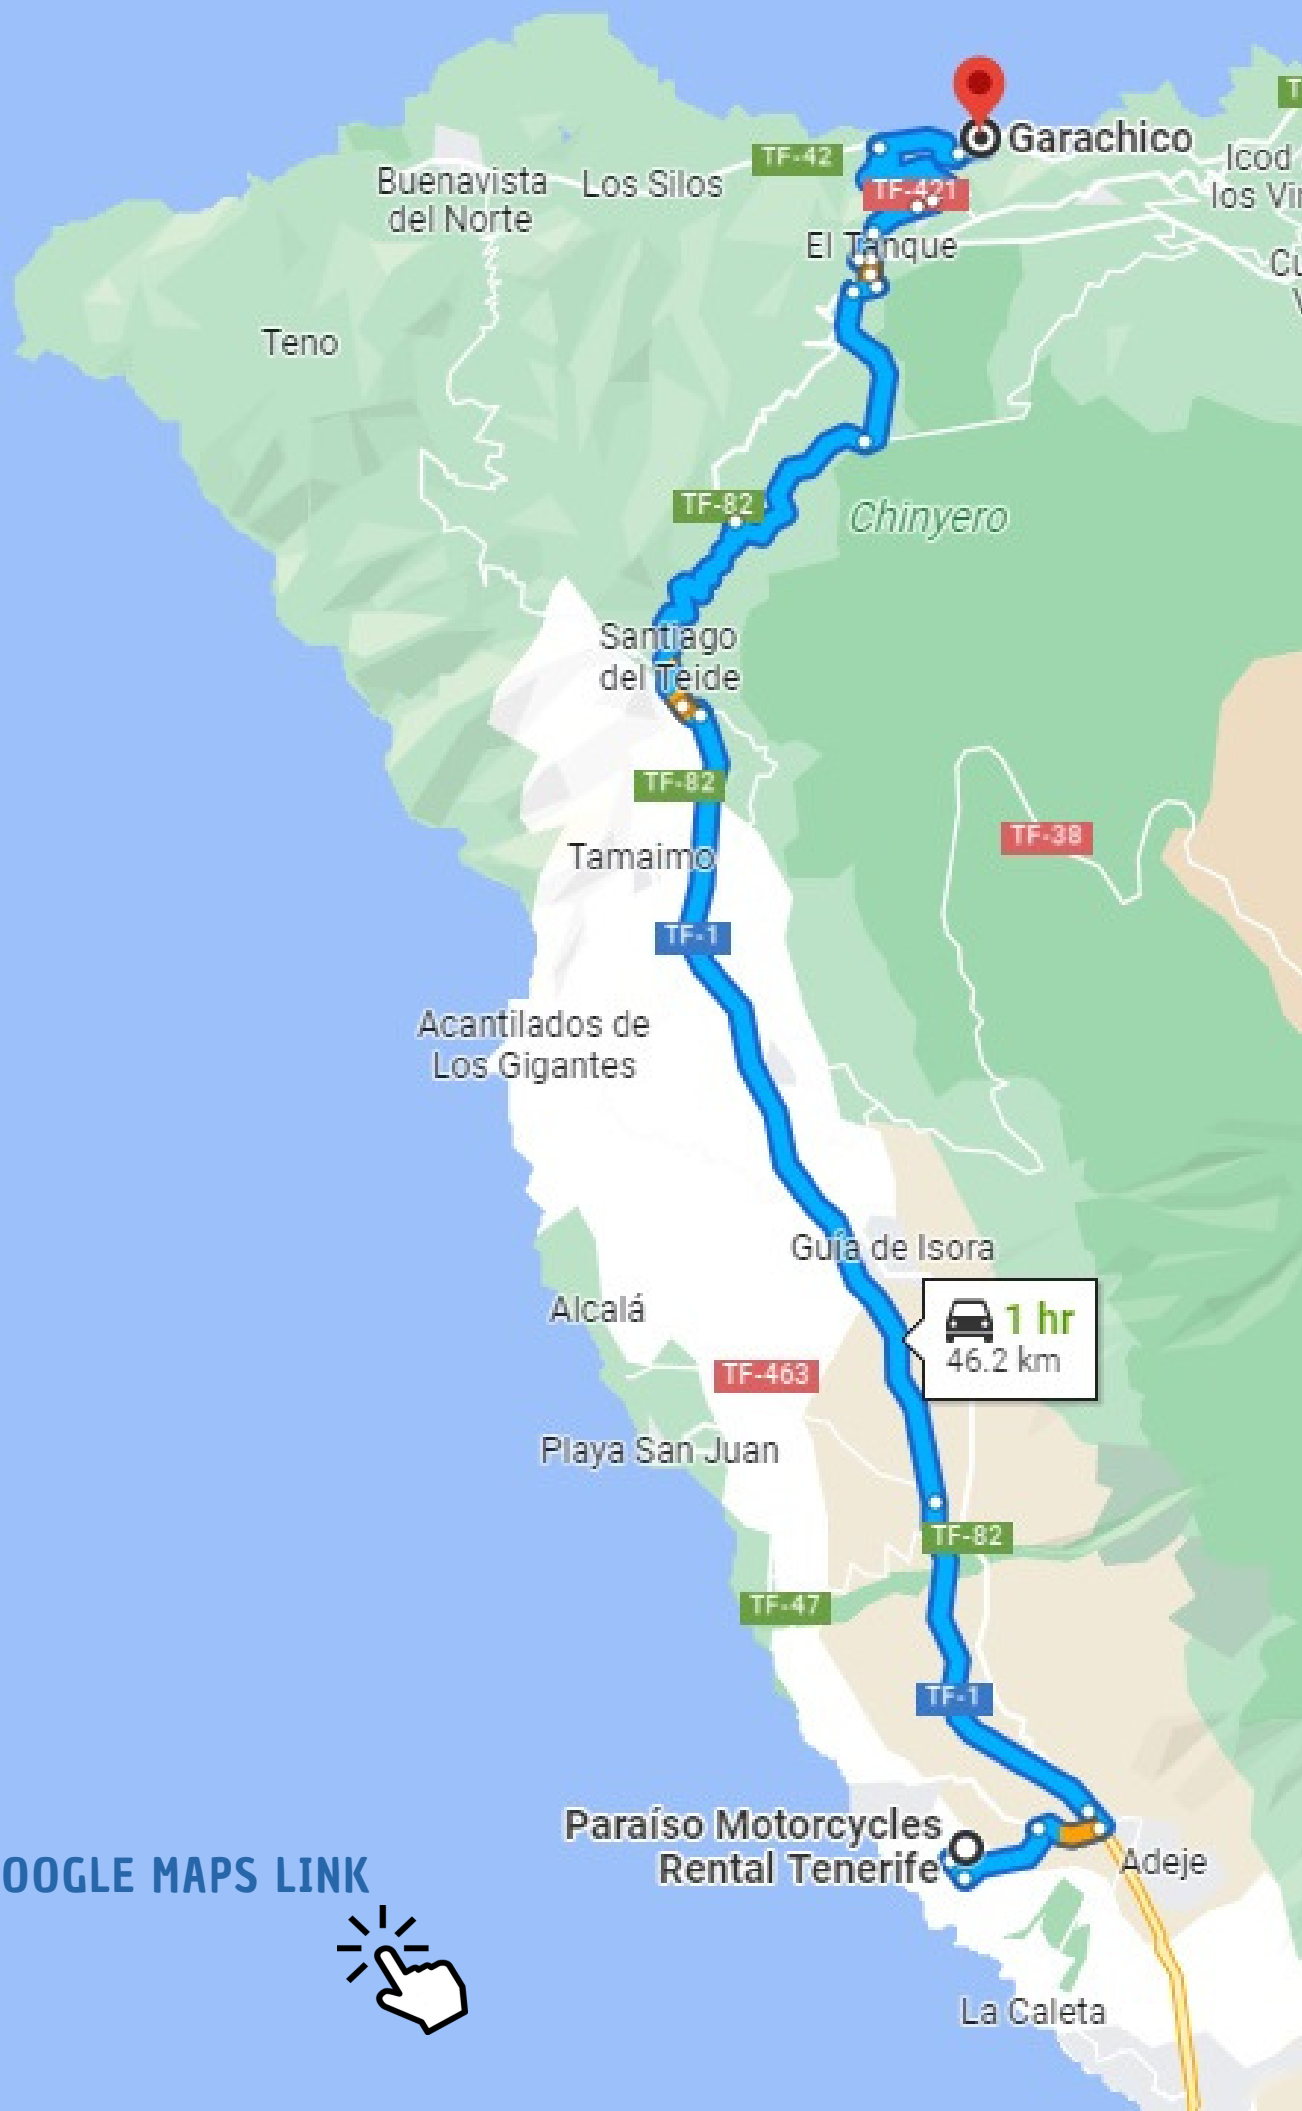 Garachico
TF-42
Icod
los Vi
Buenavista
del Norte
Los Silos
TF-421
El Tanque
Teno
TF-82
Chinyero
Santiago
del Teide
TF-82
TF-38
Tamaimo
TF-1
Acantilados de
Los Gigantes
Guía de Isora
Alcalá
1 hr
46.2 km
TF-463
Playa San Juan
TF-82
TF-47
TF-1
Paraíso Motorcycles
Rental Tenerife
Adeje
OOGLE MAPS LINK
La Caleta